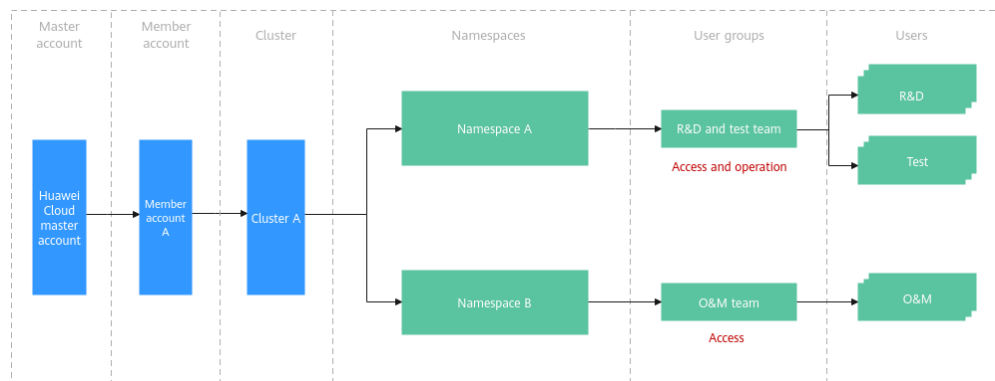 Master
account
Member
account
Cluster
Namespaces
User groups
Users
Huawei
Cloud
master
account
Member
account
A
Cluster A
Namespace A
R&D and test team
Access and operation
R&D
Test
Namespace B
O&M team
Access
O&M